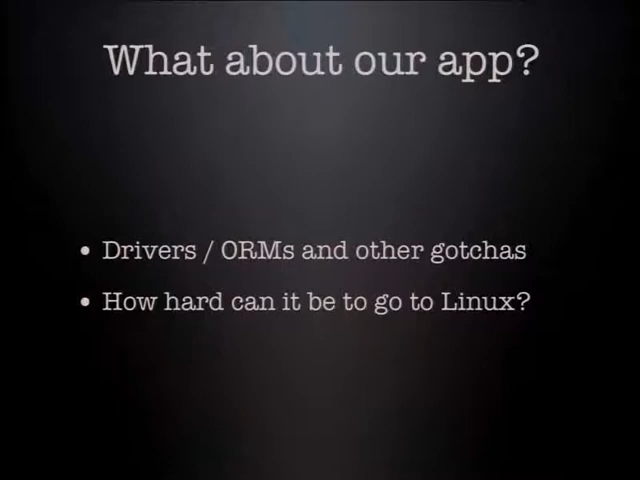 What about our app?
• Drivers / ORMs and other gotchas
• How hard can it be to go to Linux?